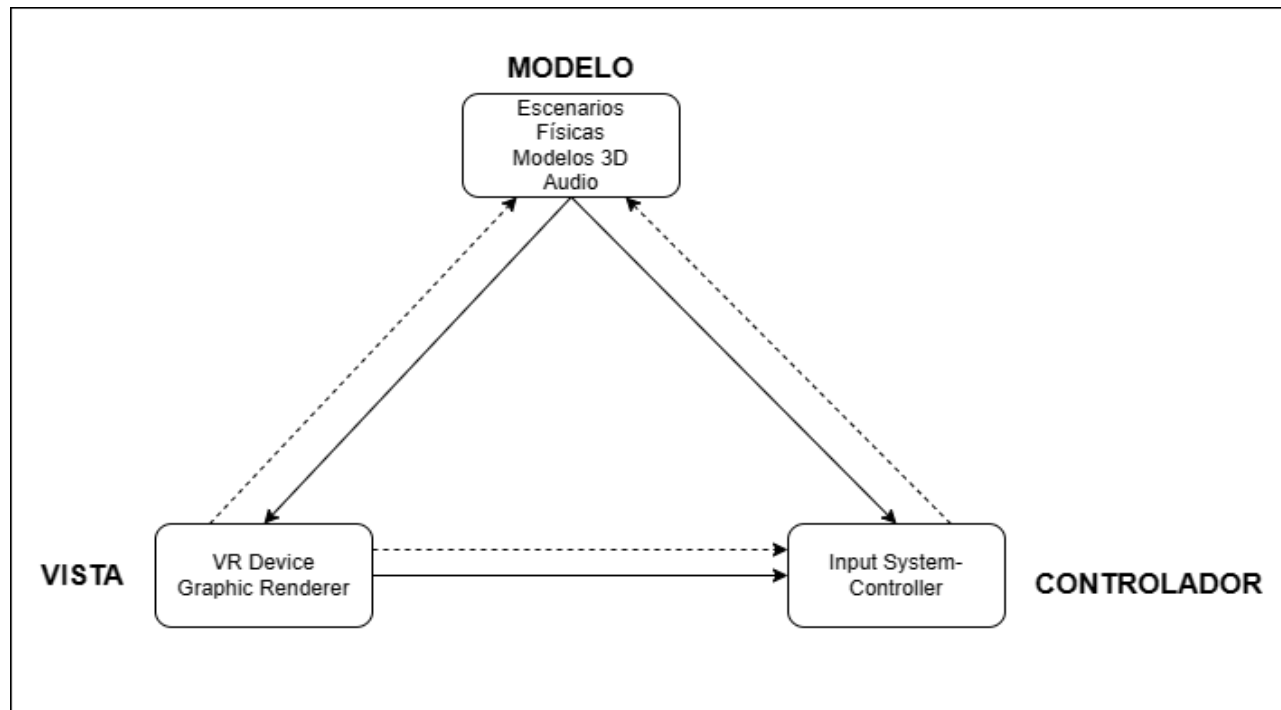 MODELO
Escenarios
Físicas
Modelos 3D
Audio
VISTA
VR Device
Graphic Renderer
Input System-
Controller
CONTROLADOR